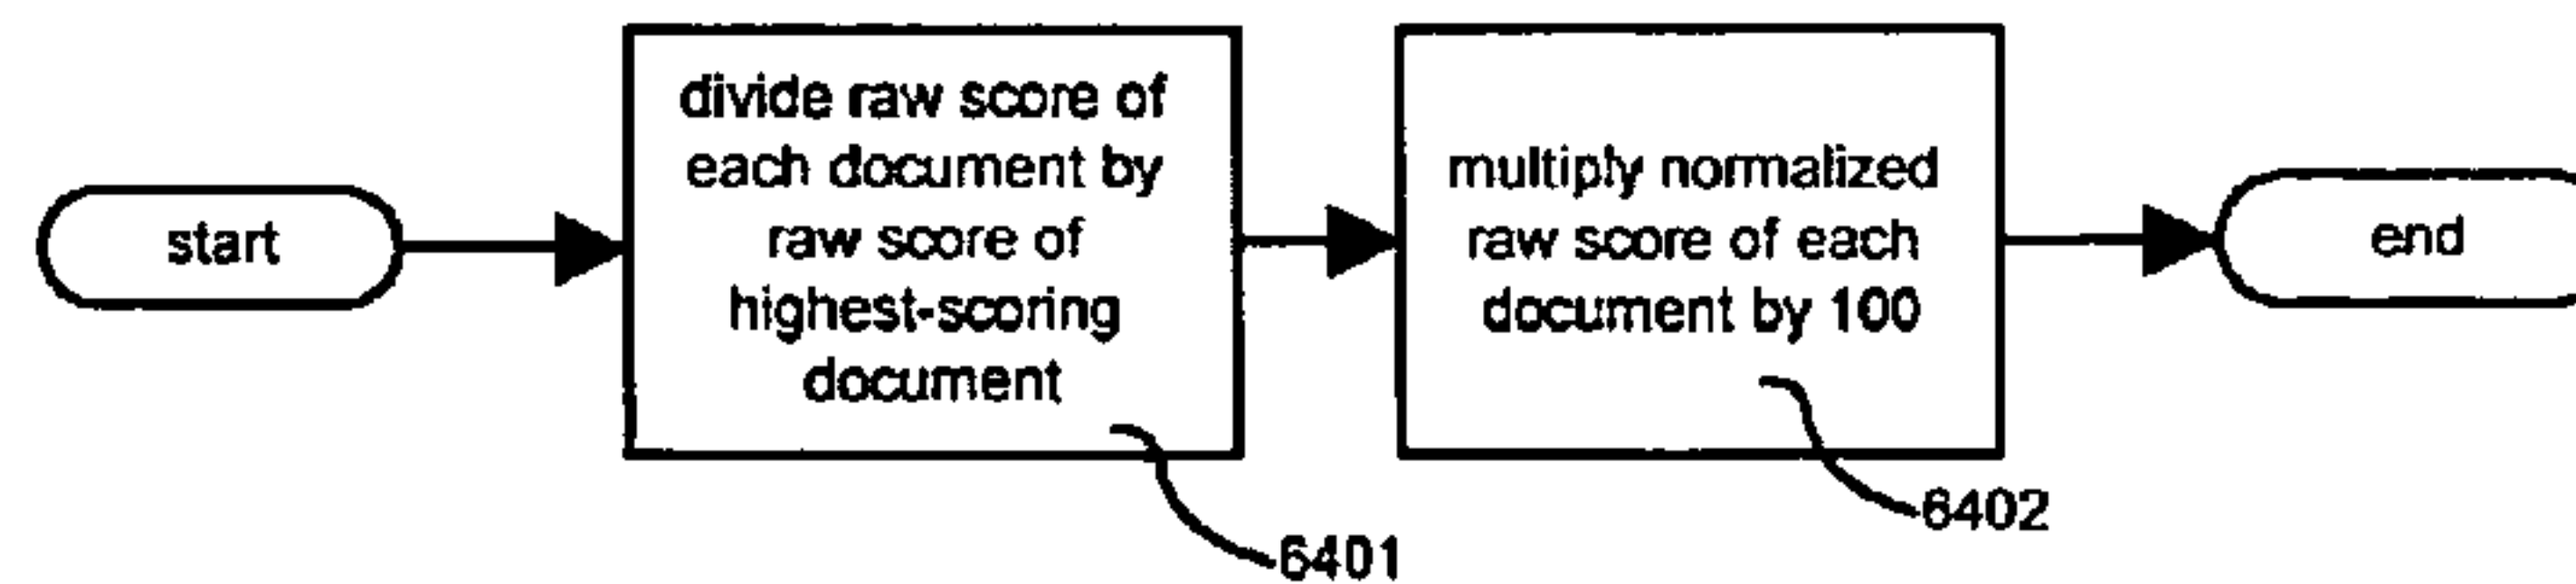 start
divide raw score of
each document by
raw score of
highest-scoring
document
6401
multiply normalized
raw score of each
document by 100
6402
end